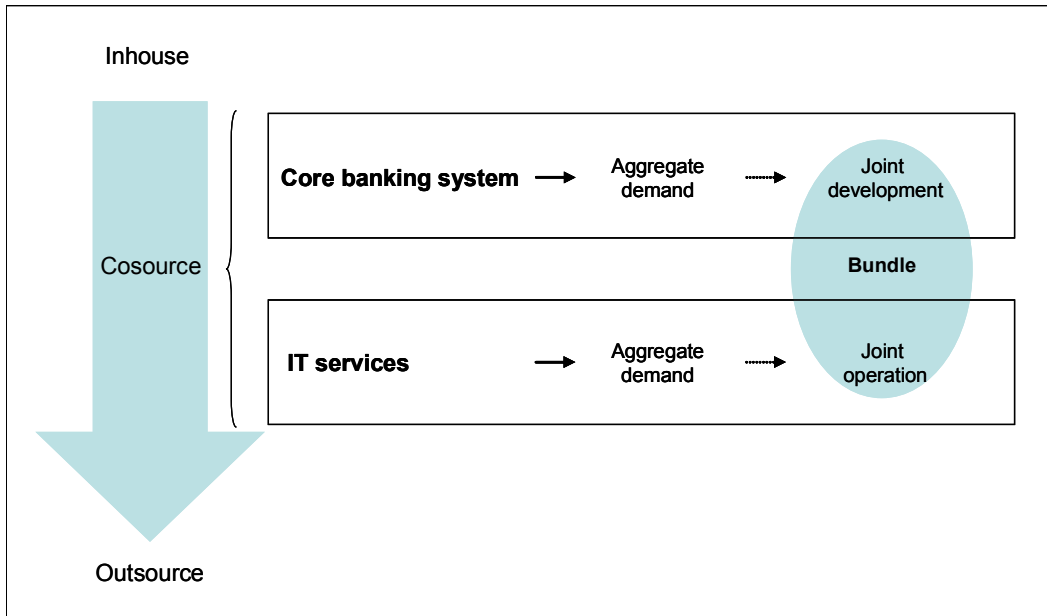 Inhouse
Core banking system
Aggregate
demand
Joint
development
Cosource
Bundle
IT services
Aggregate
demand
Joint
operation
Outsource